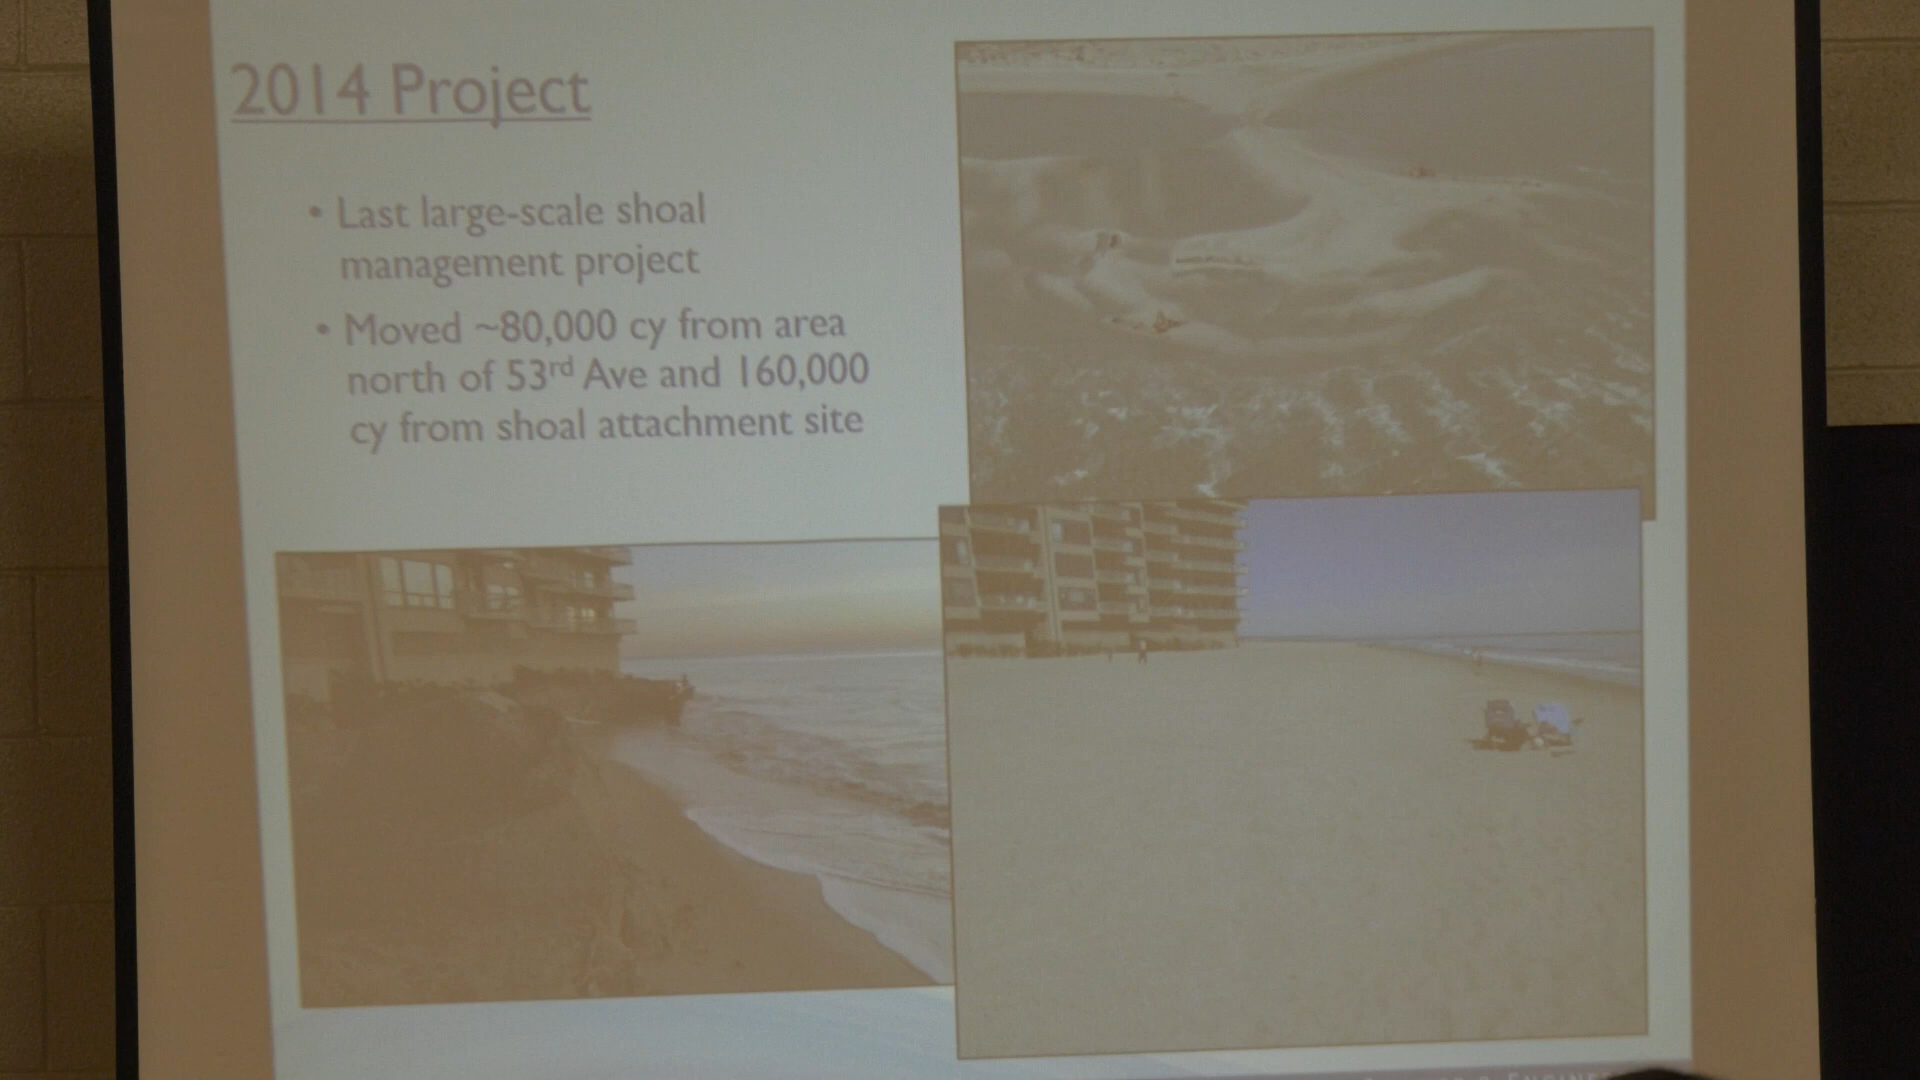 2014 Project
• Last large-scale shoal
management project
• Moved ~80,000 cy from area
north of 53rd Ave and 160,000
cy from shoal attachment site